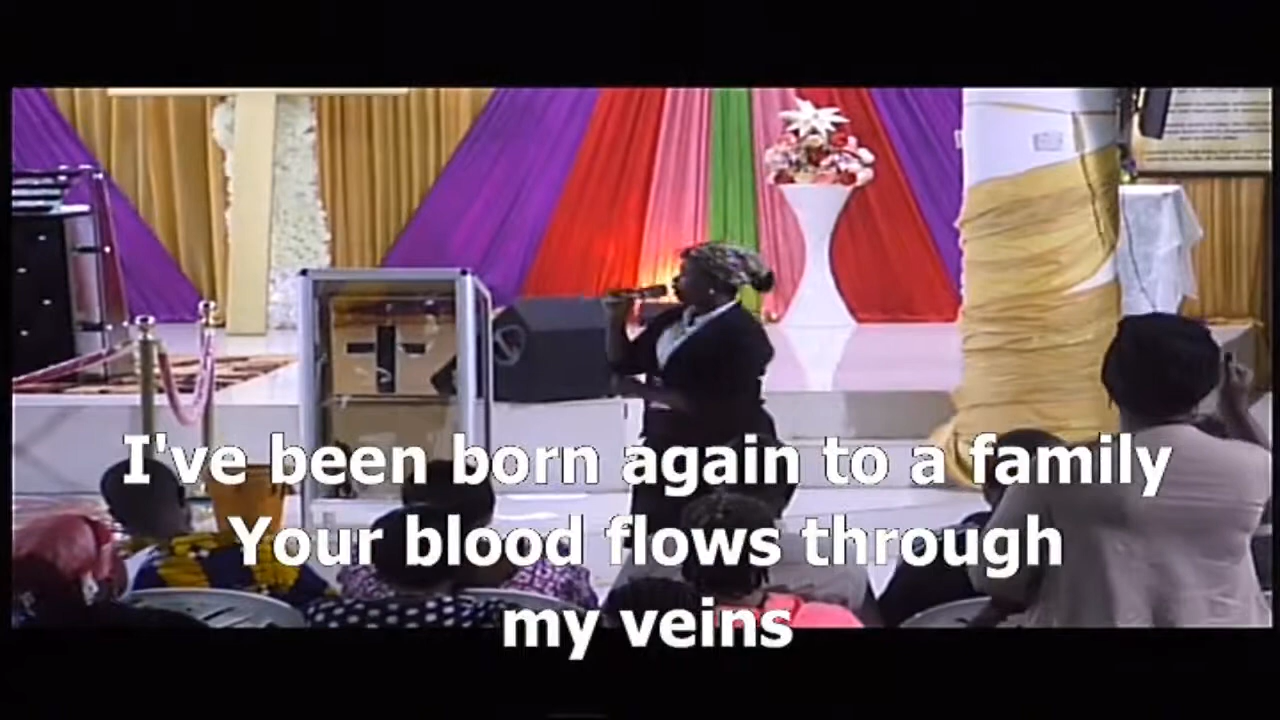 I've been born again to a family
Your blood flows through
my veins